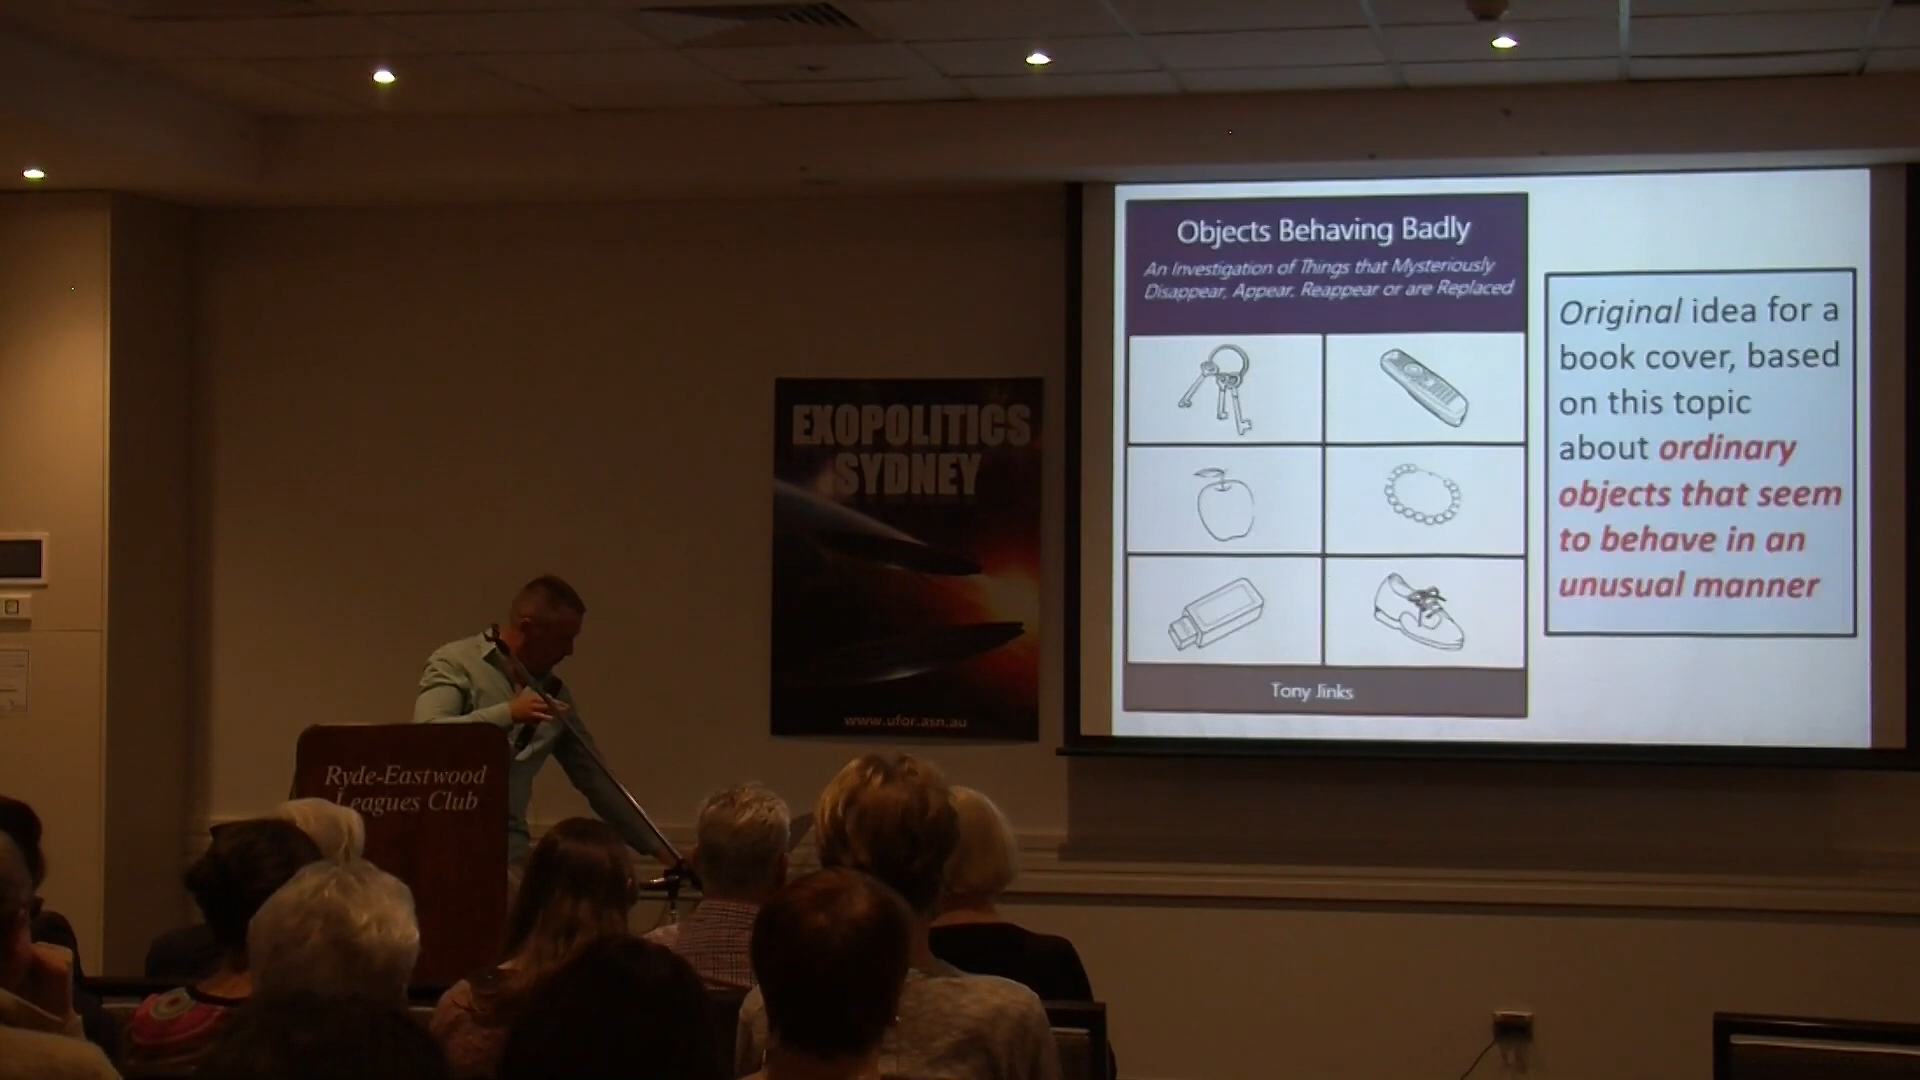 EXOPOLITICS
SYDNEY
www.ufor.asn.au
Ryde-Eastwood
Leagues Club
Objects Behaving Badly
An Investigation of Things that Mysteriously
Disappear, Appear, Reappear or are Replaced
Tony Jinks
Original idea for a
book cover, based
on this topic
about ordinary
objects that seem
to behave in an
unusual manner